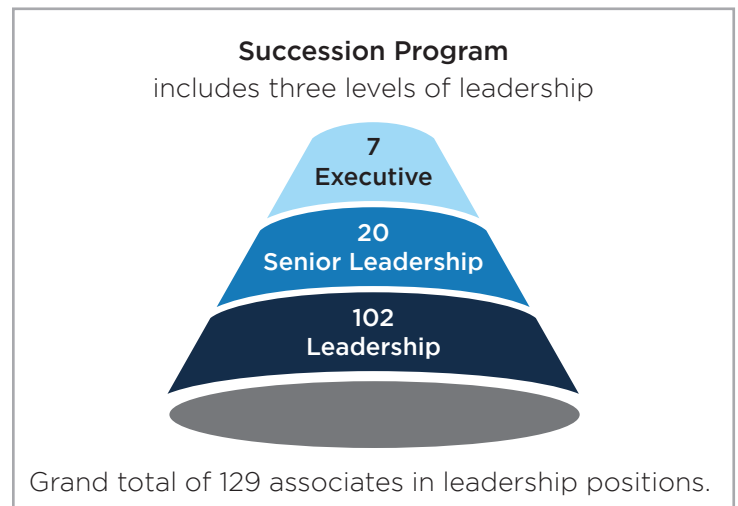 Succession Program
includes three levels of leadership
7
Executive
20
Senior Leadership
102
Leadership
Grand total of 129 associates in leadership positions.